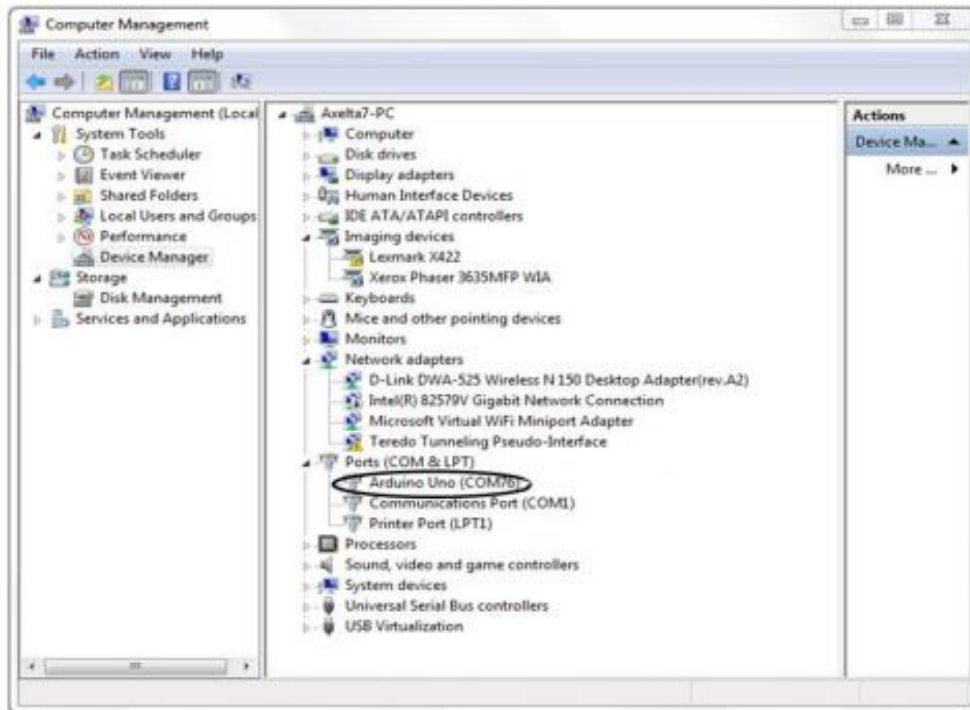 Computer Management
File Action View Help
Computer Management (Local
System Tools
Task Scheduler
Event Viewer
Shared Folders
Local Users and Groups
Performance
Device Manager
Storage
Disk Management
Services and Applications
Axelta7-PC
Computer
Disk drives
Display adapters
Human Interface Devices
IDE ATA/ATAPI controllers
Imaging devices
Lexmark X422
Xerox Phaser 3635MFP WIA
Keyboards
Mice and other pointing devices
Monitors
Network adapters
D-Link DWA-525 Wireless N 150 Desktop Adapter(rev.A2)
Intel(R) 82579V Gigabit Network Connection
Microsoft Virtual WiFi Miniport Adapter
Teredo Tunneling Pseudo-Interface
Ports (COM & LPT)
Arduino Uno (COM76)
Communications Port (COM1)
Printer Port (LPT1)
Processors
Sound, video and game controllers
System devices
Universal Serial Bus controllers
USB Virtualization
Actions
Device Ma...
More ...